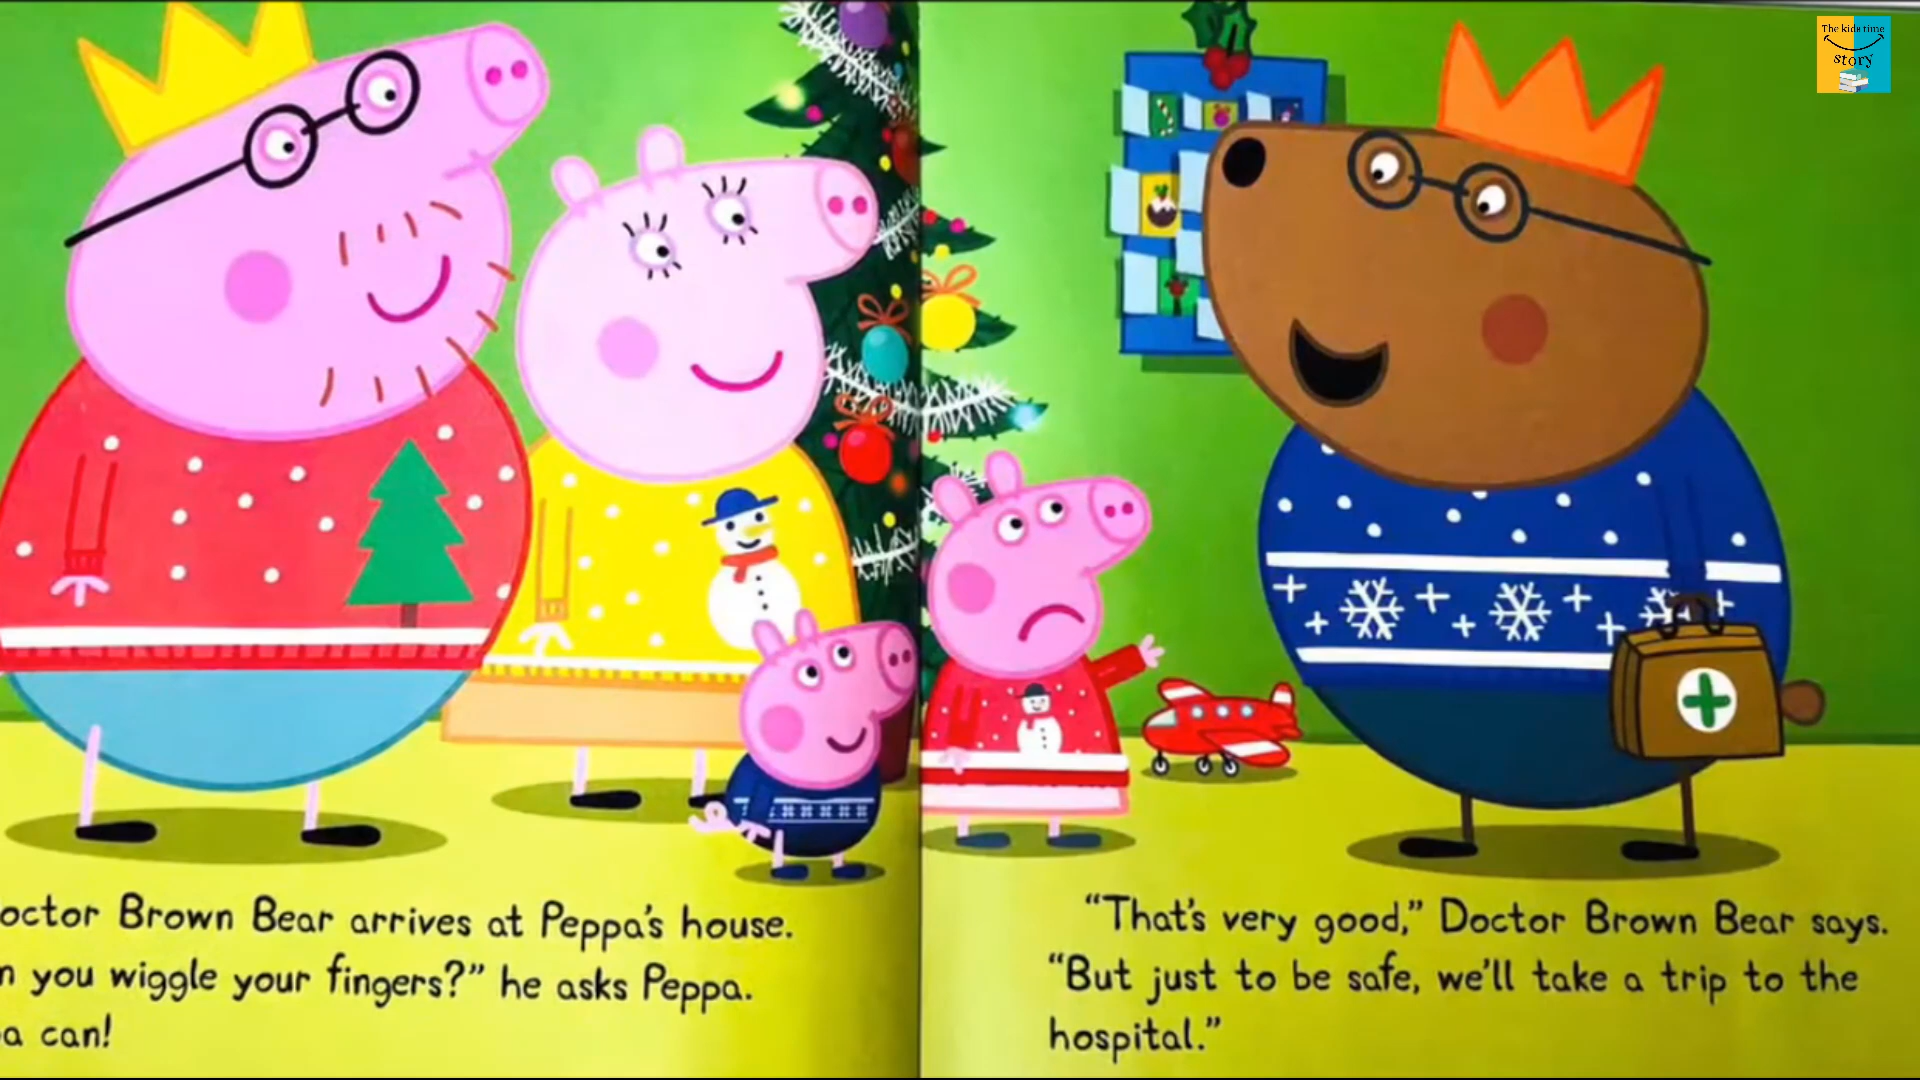 The kids time
story
octor Brown Bear arrives at Peppa's house.
n you wiggle your fingers?" he asks Peppa.
a can!
"That's very good," Doctor Brown Bear says.
"But just to be safe, we'll take a trip to the
hospital."